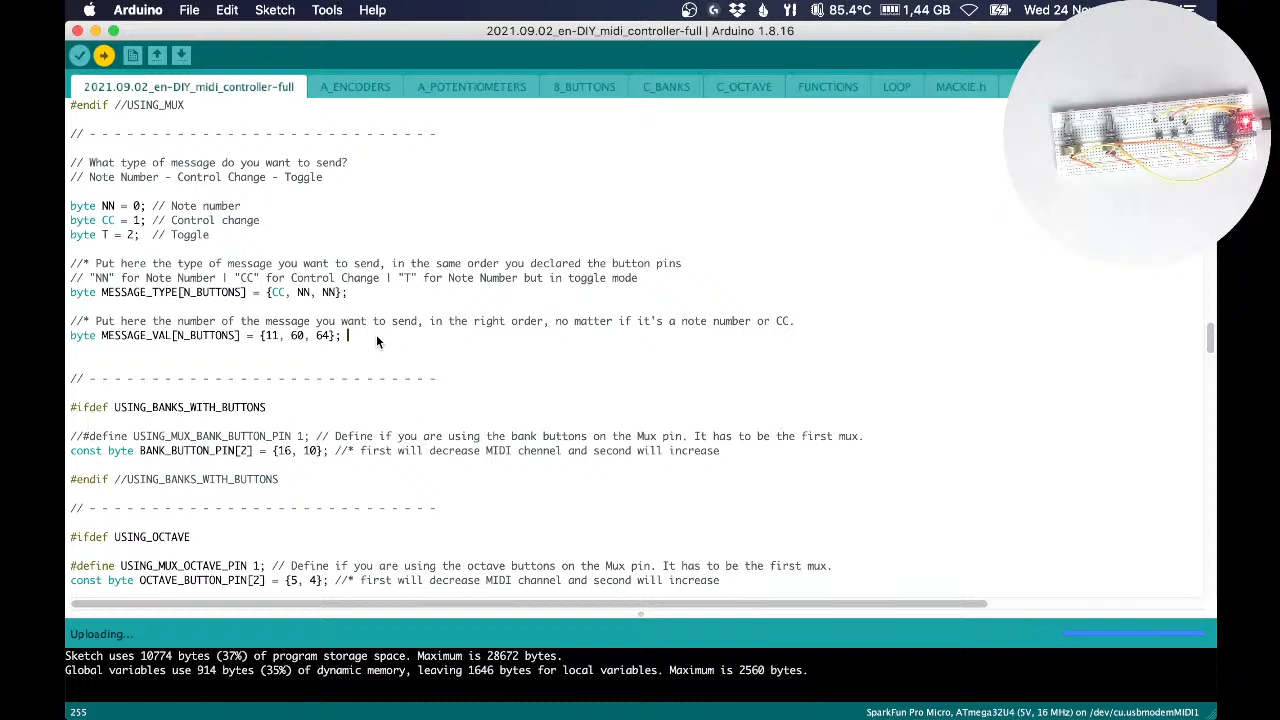 Arduino File Edit Sketch Tools Help 85.4°C 1,44 GB Wed 24 No
2021.09.02_en-DIY_midi_controller-full | Arduino 1.8.16
2021.09.02_en-DIY_midi_controller-full A_ENCODERS A_POTENTIOMETERS B_BUTTONS C_BANKS C_OCTAVE FUNCTIONS LOOP MACKIE.h
#endif //USING_MUX
// - - - - - - - - - - - - - - - - - - - - - - - - - - - -
// What type of message do you want to send?
// Note Number - Control Change - Toggle
byte NN = 0; // Note number
byte CC = 1; // Control change
byte T = 2;  // Toggle
//* Put here the type of message you want to send, in the same order you declared the button pins
// "NN" for Note Number | "CC" for Control Change | "T" for Note Number but in toggle mode
byte MESSAGE_TYPE[N_BUTTONS] = {CC, NN, NN};
//* Put here the number of the message you want to send, in the right order, no matter if it's a note number or CC.
byte MESSAGE_VAL[N_BUTTONS] = {11, 60, 64};
// - - - - - - - - - - - - - - - - - - - - - - - - - - - -
#ifdef USING_BANKS_WITH_BUTTONS
//#define USING_MUX_BANK_BUTTON_PIN 1; // Define if you are using the bank buttons on the Mux pin. It has to be the first mux.
const byte BANK_BUTTON_PIN[2] = {16, 10}; //* first will decrease MIDI channel and second will increase
#endif //USING_BANKS_WITH_BUTTONS
// - - - - - - - - - - - - - - - - - - - - - - - - - - - -
#ifdef USING_OCTAVE
#define USING_MUX_OCTAVE_PIN 1; // Define if you are using the octave buttons on the Mux pin. It has to be the first mux.
const byte OCTAVE_BUTTON_PIN[2] = {5, 4}; //* first will decrease MIDI channel and second will increase
Uploading...
Sketch uses 10774 bytes (37%) of program storage space. Maximum is 28672 bytes.
Global variables use 914 bytes (35%) of dynamic memory, leaving 1646 bytes for local variables. Maximum is 2560 bytes.
255 SparkFun Pro Micro, ATmega32U4 (5V, 16 MHz) on /dev/cu.usbmodemMIDI1